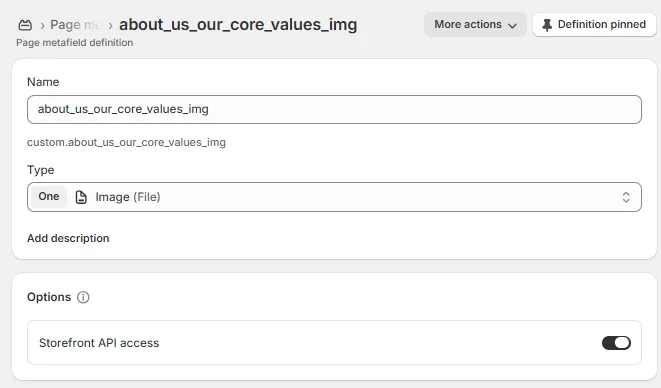 Page me › about_us_our_core_values_img
More actions
Definition pinned
Page metafield definition
Name
about_us_our_core_values_img
custom.about_us_our_core_values_img
Type
One Image (File)
Add description
Options
Storefront API access